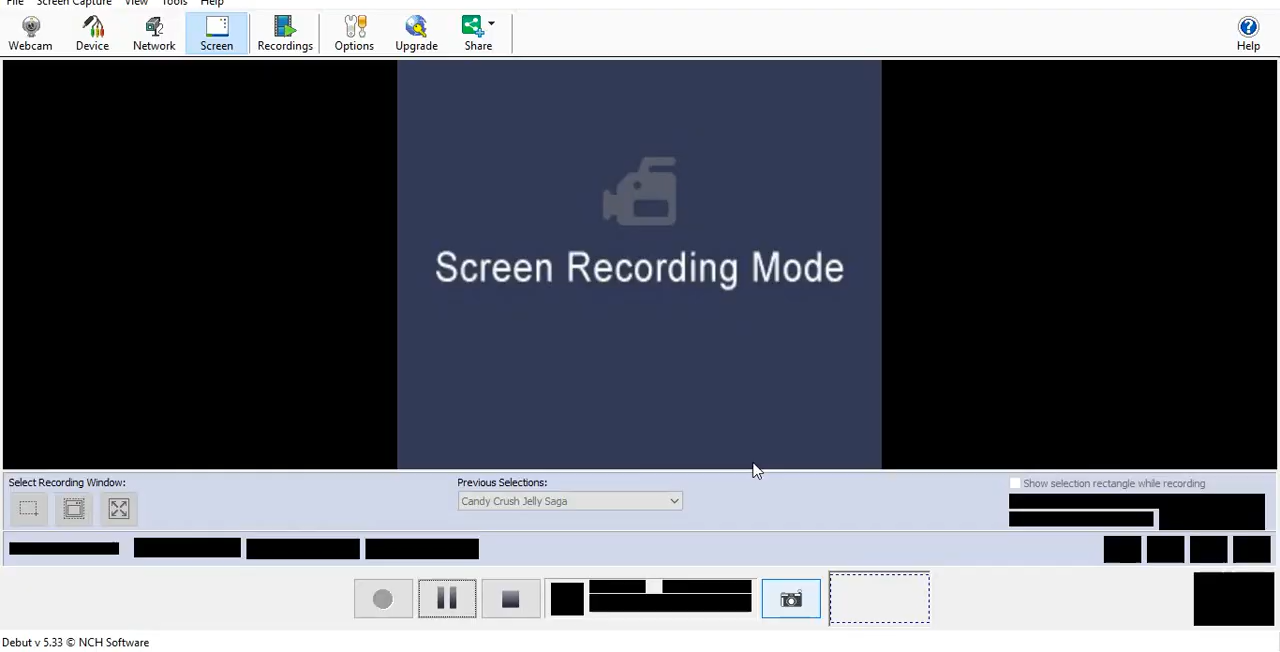 File Screen Capture View Tools Help
Webcam Device Network Screen Recordings Options Upgrade Share Help
Screen Recording Mode
Select Recording Window:
Previous Selections:
Show selection rectangle while recording
Candy Crush Jelly Saga
Debut v 5.33 © NCH Software